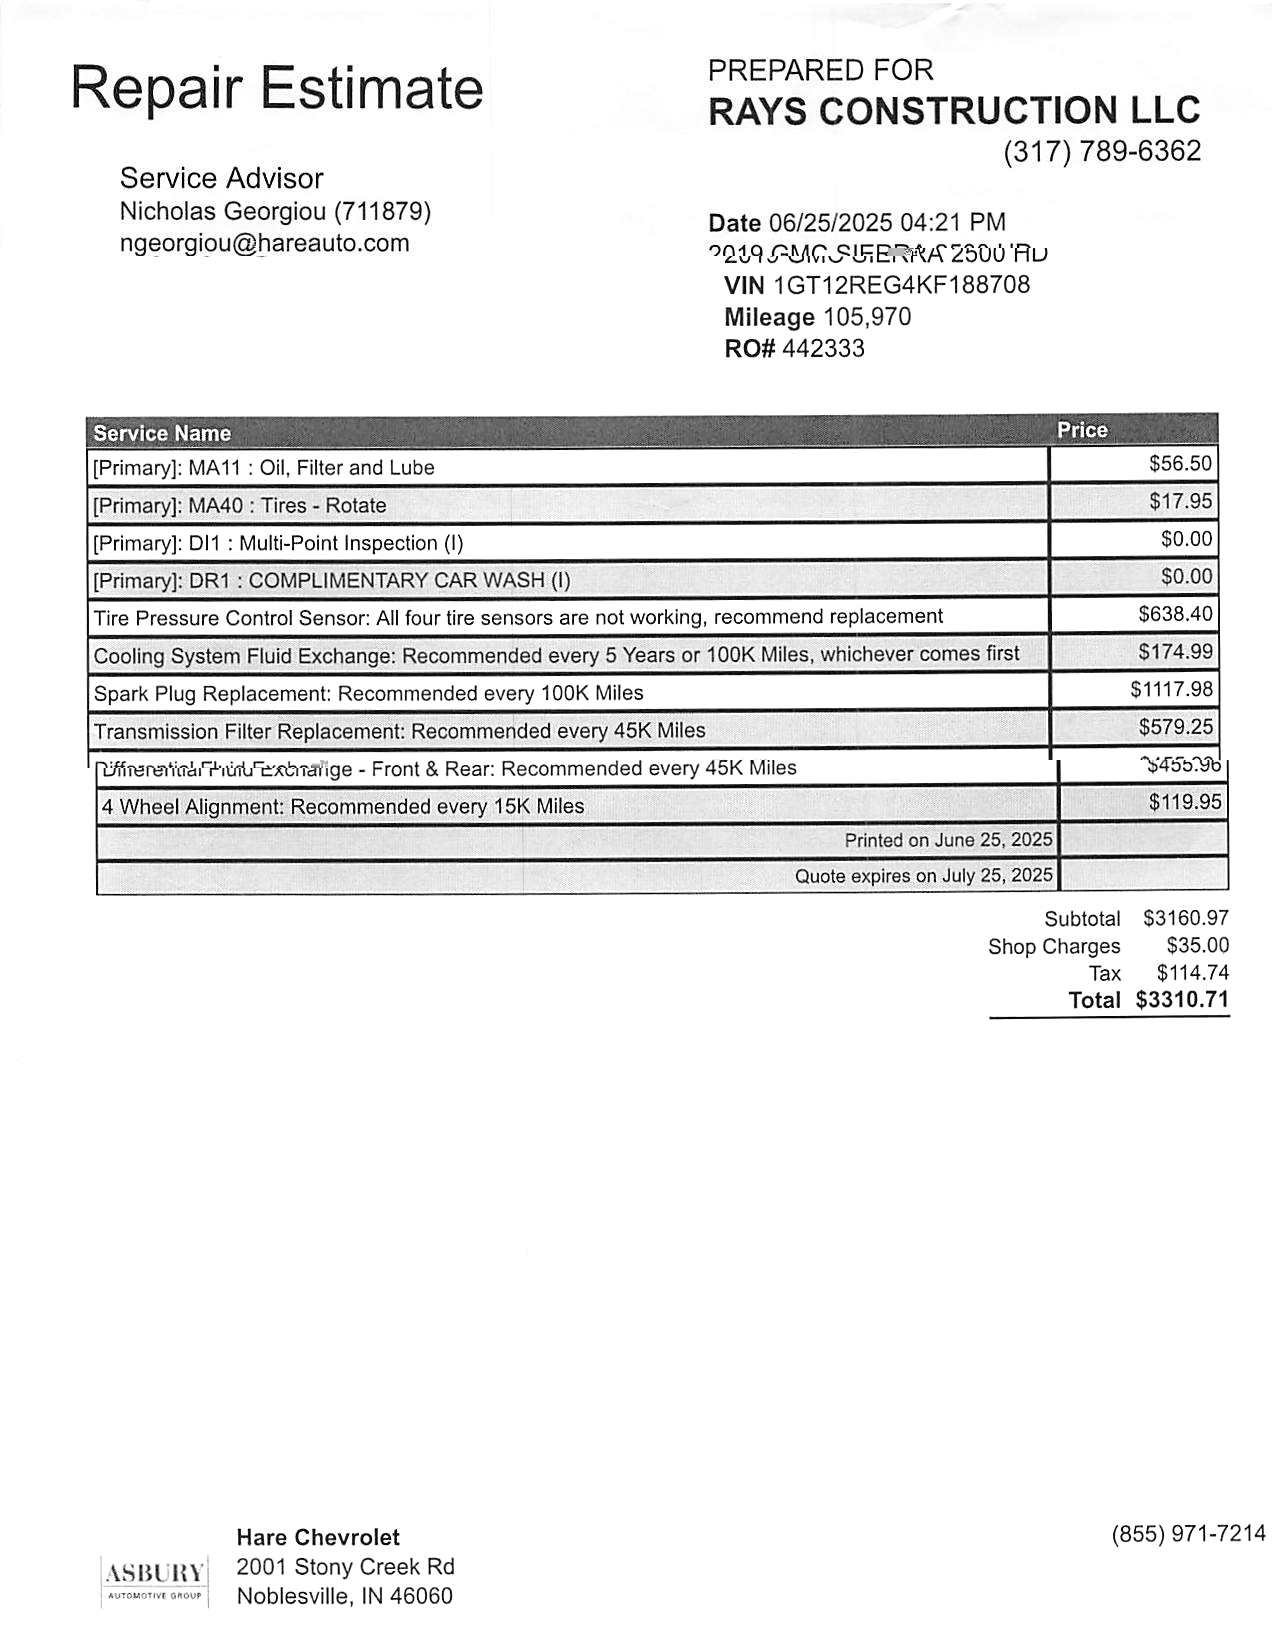 Repair Estimate
Service Advisor
Nicholas Georgiou (711879)
ngeorgiou@hareauto.com
PREPARED FOR
RAYS CONSTRUCTION LLC
(317) 789-6362
Date 06/25/2025 04:21 PM
2019 GMC SIERRA 2500 HD
VIN 1GT12REG4KF188708
Mileage 105,970
RO# 442333
Service Name Price
[Primary]: MA11 : Oil, Filter and Lube $56.50
[Primary]: MA40 : Tires - Rotate $17.95
[Primary]: DI1 : Multi-Point Inspection (I) $0.00
[Primary]: DR1 : COMPLIMENTARY CAR WASH (I) $0.00
Tire Pressure Control Sensor: All four tire sensors are not working, recommend replacement $638.40
Cooling System Fluid Exchange: Recommended every 5 Years or 100K Miles, whichever comes first $174.99
Spark Plug Replacement: Recommended every 100K Miles $1117.98
Transmission Filter Replacement: Recommended every 45K Miles $579.25
Differential Fluid Exchange - Front & Rear: Recommended every 45K Miles $455.95
4 Wheel Alignment: Recommended every 15K Miles $119.95
Printed on June 25, 2025
Quote expires on July 25, 2025
Subtotal $3160.97
Shop Charges $35.00
Tax $114.74
Total $3310.71
ASBURY
AUTOMOTIVE GROUP
Hare Chevrolet
2001 Stony Creek Rd
Noblesville, IN 46060
(855) 971-7214